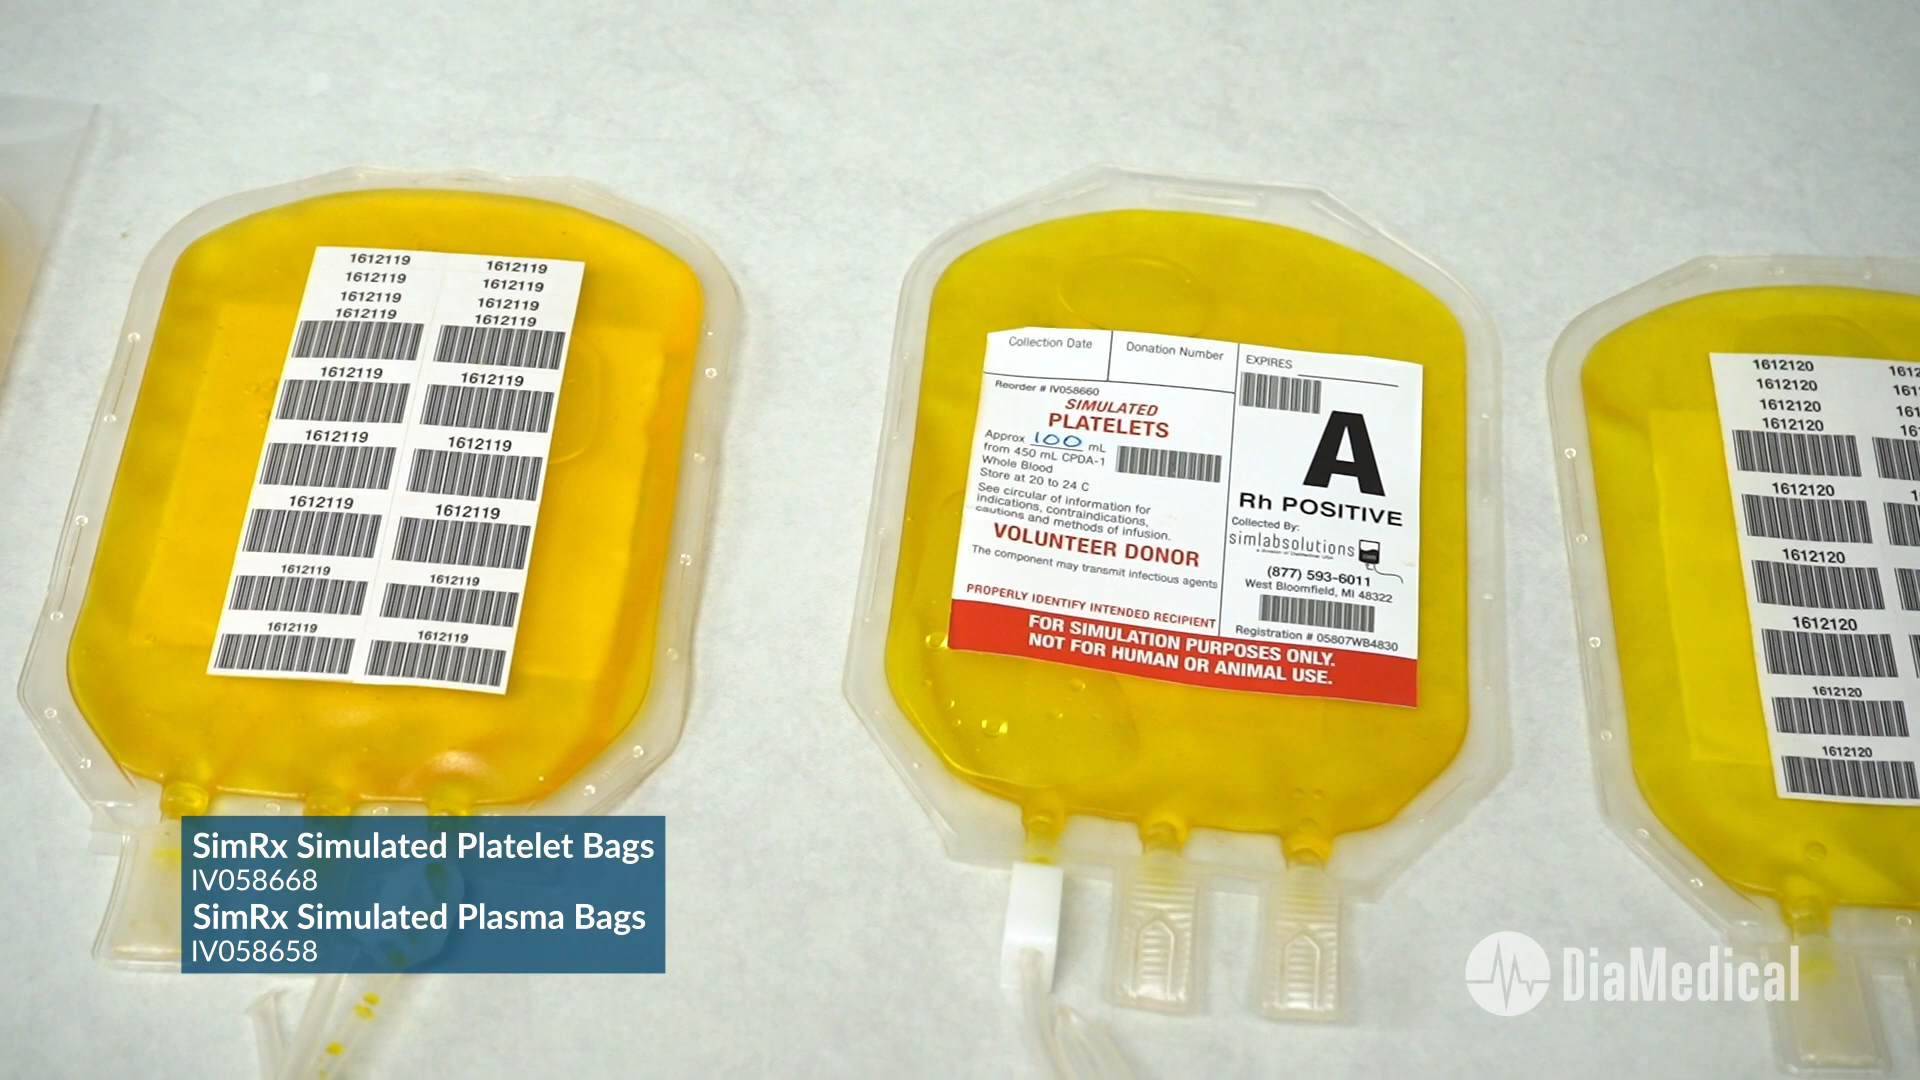 1612119 1612119
1612119 1612119
1612119 1612119
1612119 1612119
1612119 1612119
1612119 1612119
1612119 1612119
1612119 1612119
1612119 1612119
Collection Date
Donation Number
EXPIRES
Reorder # IV058660
SIMULATED
PLATELETS
Approx 100 mL
from 450 mL CPDA-1
Whole Blood
Store at 20 to 24 C
See circular of information for
indications, contraindications,
cautions and methods of infusion.
VOLUNTEER DONOR
The component may transmit infectious agents
PROPERLY IDENTIFY INTENDED RECIPIENT
A
Rh POSITIVE
Collected By:
simlabsolutions
(877) 593-6011
West Bloomfield, MI 48322
Registration # 05807WB4830
FOR SIMULATION PURPOSES ONLY.
NOT FOR HUMAN OR ANIMAL USE.
1612120 1612
1612120 161
1612120 161
1612120 161
1612120
1612120
1612120
1612120
1612120
SimRx Simulated Platelet Bags
IV058668
SimRx Simulated Plasma Bags
IV058658
DiaMedical